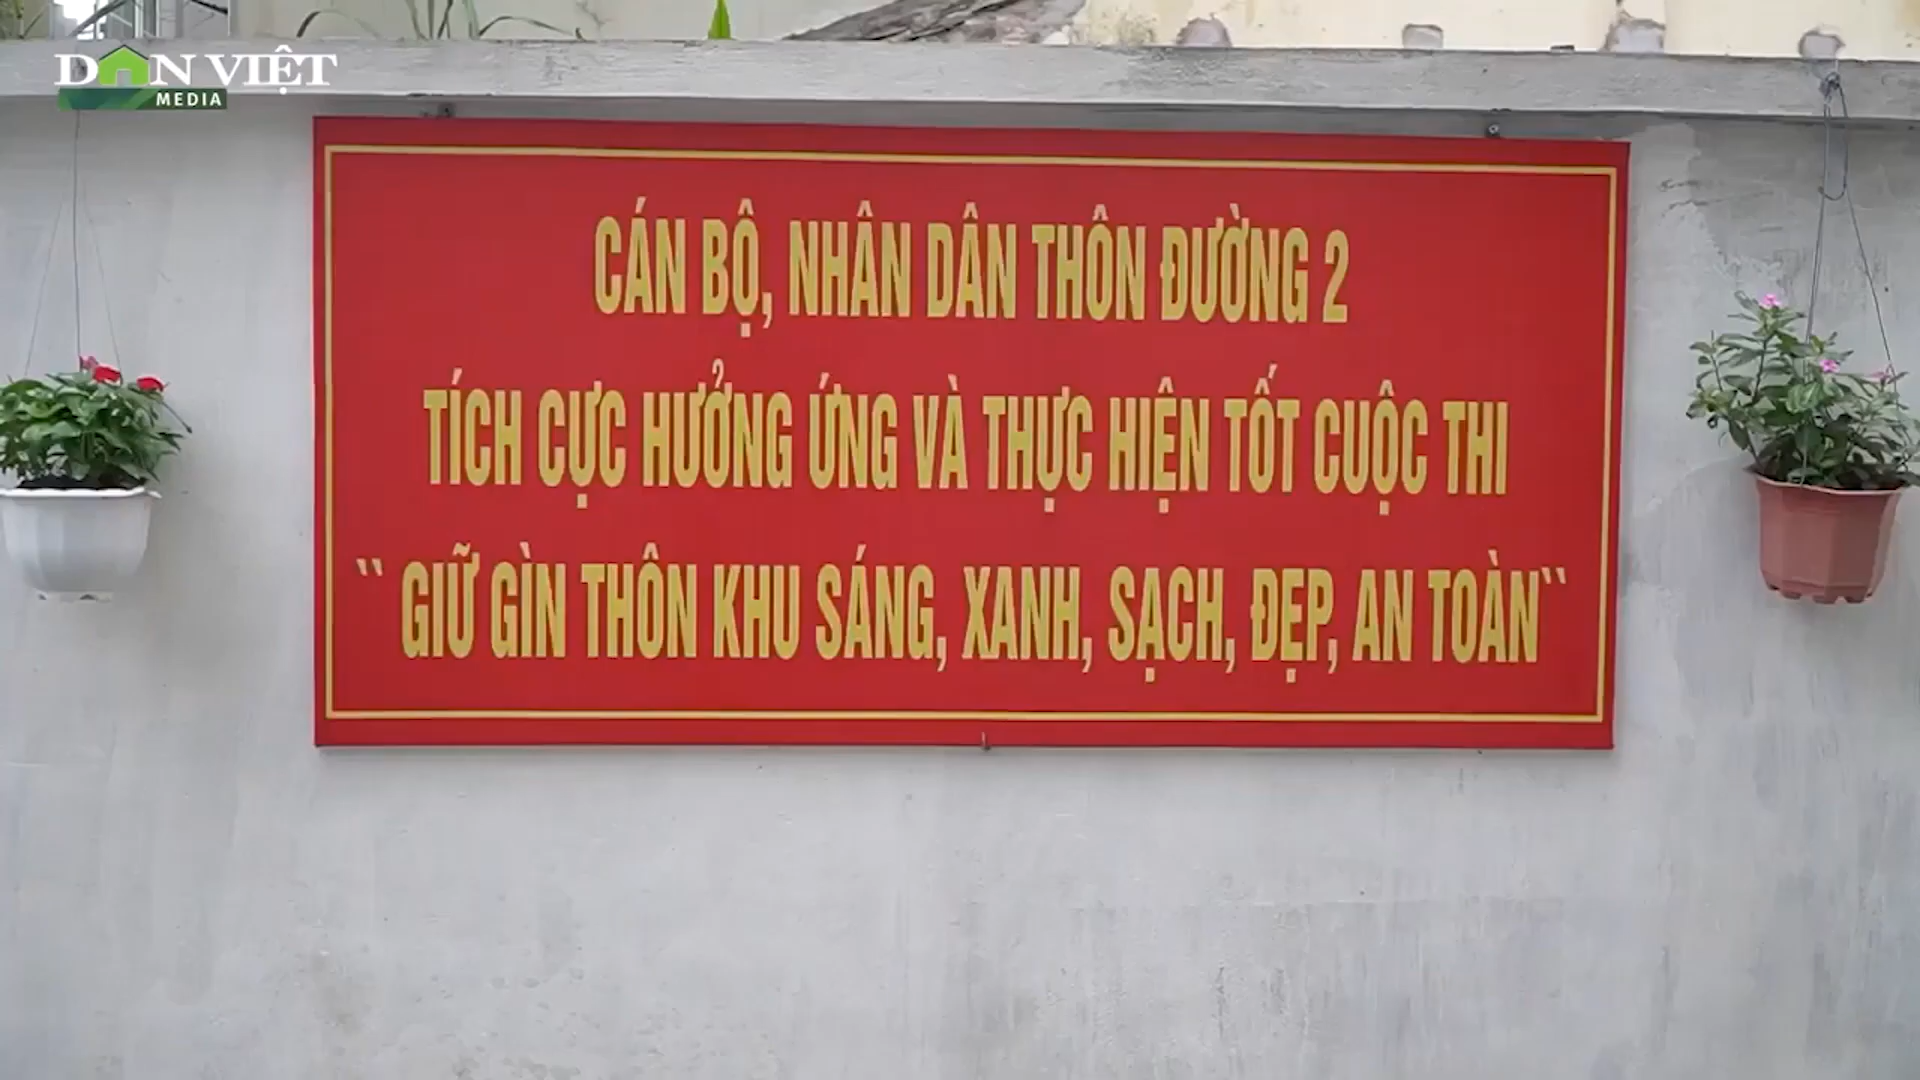 DÂN VIỆT
MEDIA
CÁN BỘ, NHÂN DÂN THÔN ĐƯỜNG 2
TÍCH CỰC HƯỞNG ỨNG VÀ THỰC HIỆN TỐT CUỘC THI
`` GIỮ GÌN THÔN KHU SÁNG, XANH, SẠCH, ĐẸP, AN TOÀN``